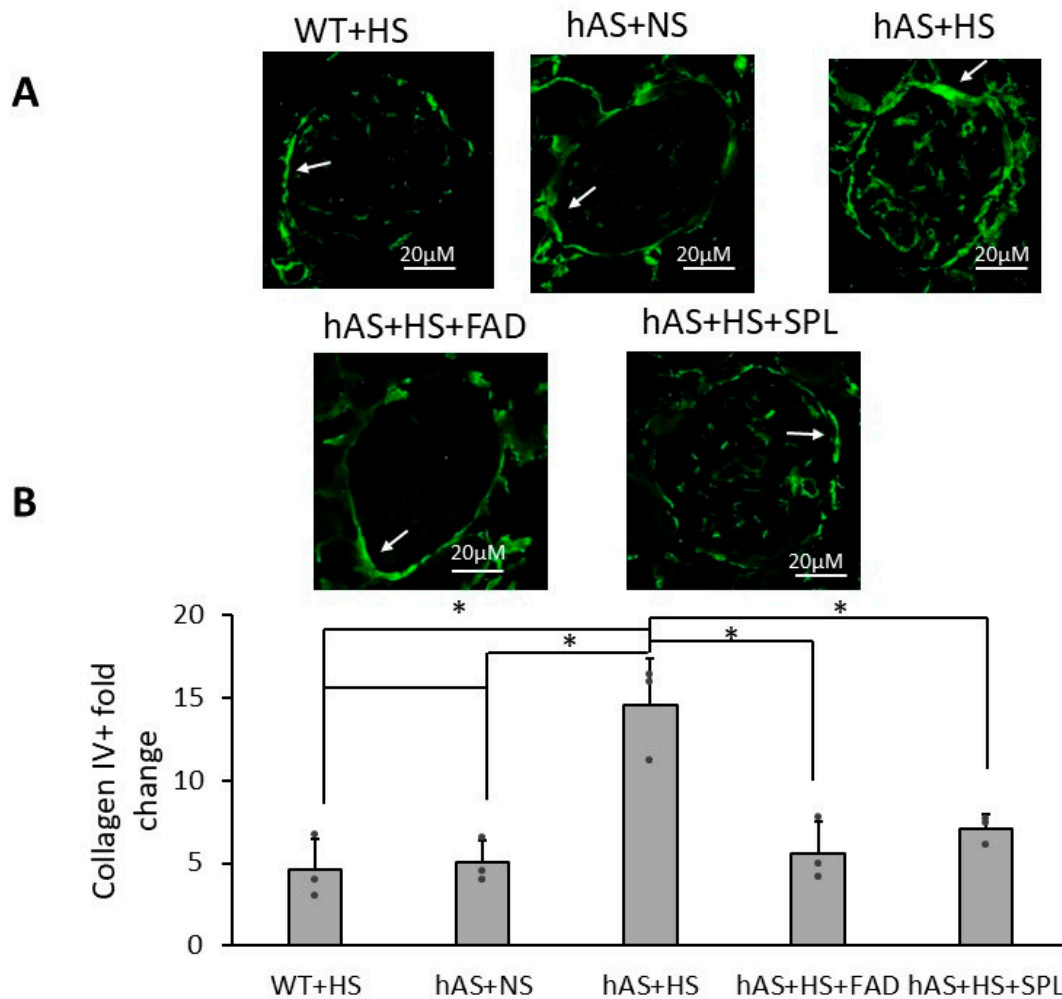 A
WT+HS
hAS+NS
hAS+HS
20µM
20µM
20µM
hAS+HS+FAD
hAS+HS+SPL
20µM
20µM
B
Collagen IV+ fold
change
20
15
10
5
0
*
*
*
*
WT+HS
hAS+NS
hAS+HS
hAS+HS+FAD
hAS+HS+SPL